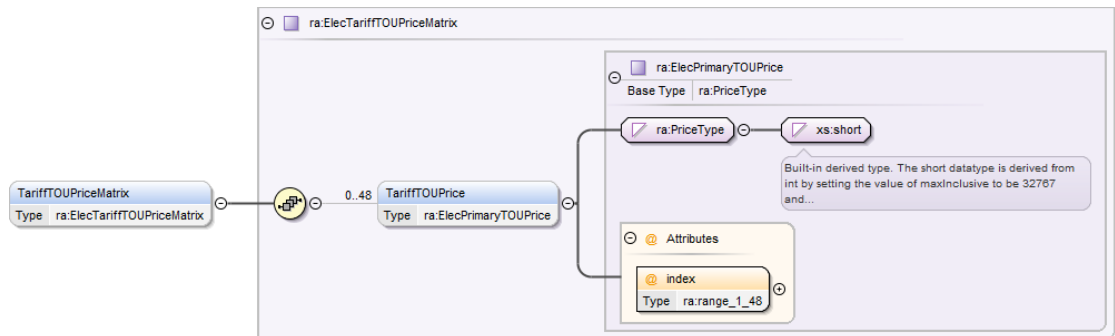 ra:ElecTariffTOUPriceMatrix
ra:ElecPrimaryTOUPrice
Base Type ra:PriceType
ra:PriceType xs:short
Built-in derived type. The short datatype is derived from
int by setting the value of maxInclusive to be 32767
and...
TariffTOUPriceMatrix
Type ra:ElecTariffTOUPriceMatrix
0..48
TariffTOUPrice
Type ra:ElecPrimaryTOUPrice
@ Attributes
@ index
Type ra:range_1_48